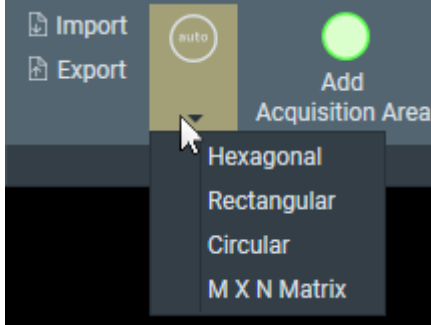 Import
Export
auto
Add
Acquisition Area
Hexagonal
Rectangular
Circular
M X N Matrix